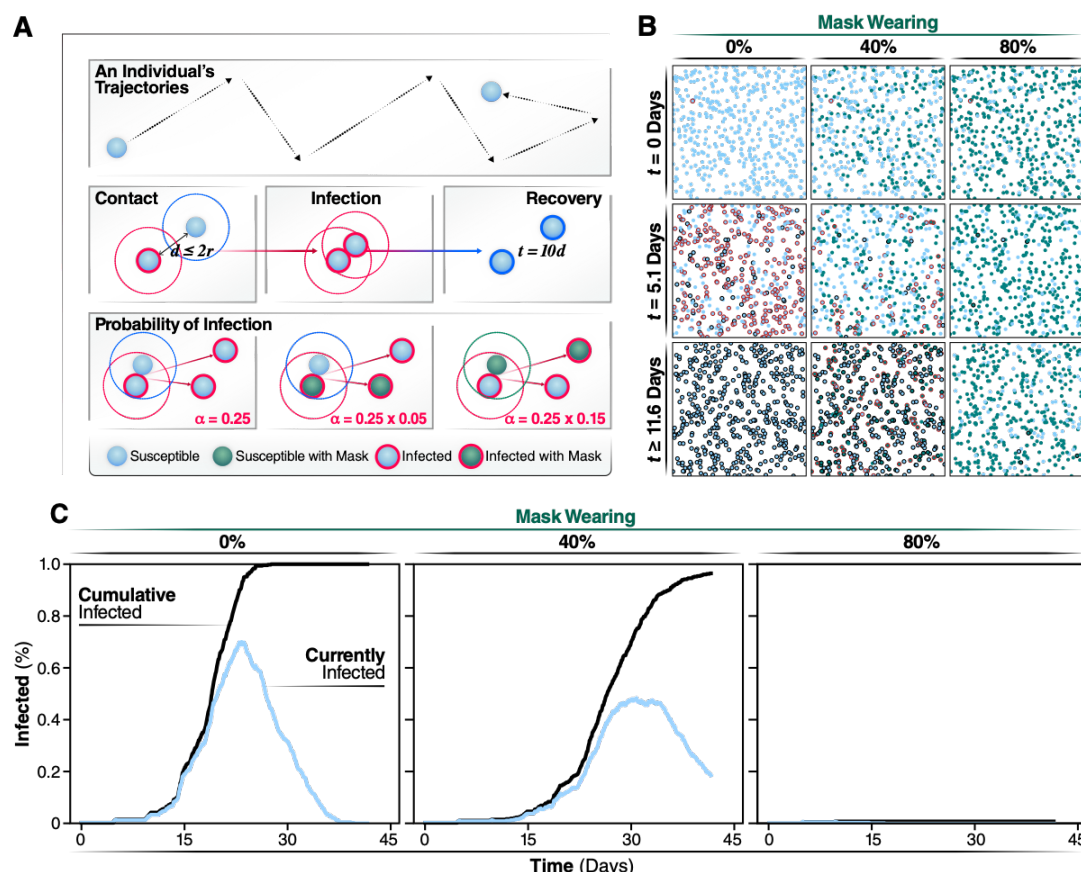 A
An Individual's
Trajectories
Contact
Infection
Recovery
d ≤ 2r
t = 10d
Probability of Infection
α = 0.25
α = 0.25 x 0.05
α = 0.25 x 0.15
Susceptible
Susceptible with Mask
Infected
Infected with Mask
B
Mask Wearing
0%
40%
80%
t = 0 Days
t = 5.1 Days
t ≥ 11.6 Days
C
Mask Wearing
0%
40%
80%
Infected (%)
1.0
0.8
0.6
0.4
0.2
0
Cumulative
Infected
Currently
Infected
0 15 30 45
0 15 30 45
0 15 30 45
Time (Days)